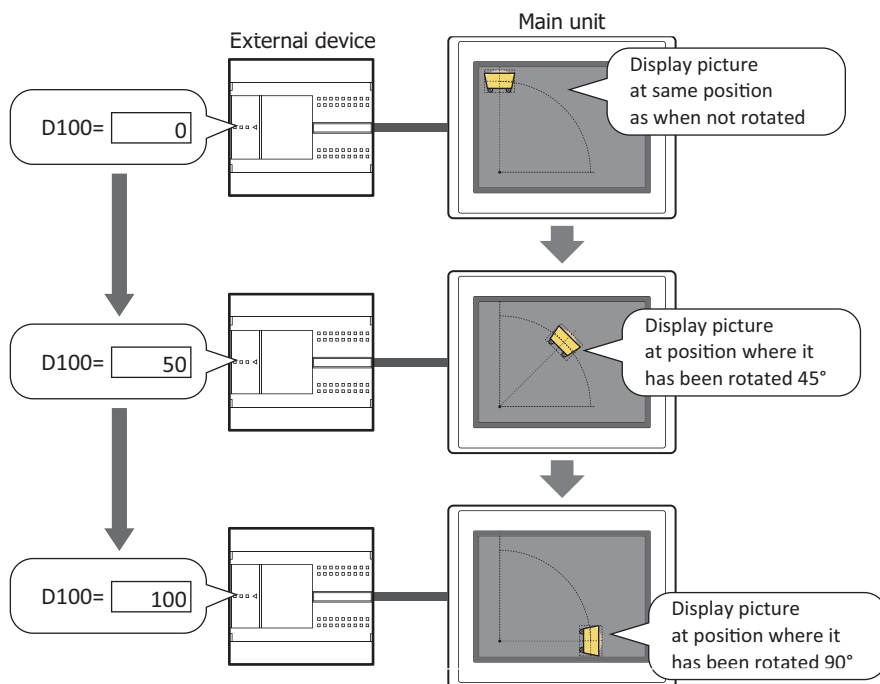 Main unit
External device
Display picture
at same position
as when not rotated
D100= 0
Display picture
at position where it
has been rotated 45°
D100= 50
Display picture
at position where it
has been rotated 90°
D100= 100